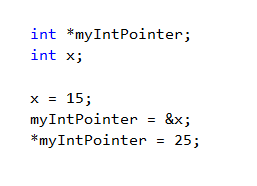 int *myIntPointer;
int x;

x = 15;
myIntPointer = &x;
*myIntPointer = 25;